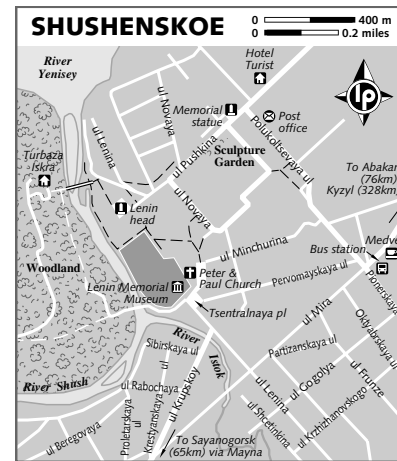 SHUSHENSKOE
0 400 m
0 0.2 miles
River
Yenisey
Hotel
Turist
lp
ul Novaya
Memorial
statue
Post
office
ul Lenina
ul Pushkina
Polukoltsevaya ul
Sculpture
Garden
Turbaza
Iskra
To Abakan
(76km)
Kyzyl (328km)
Lenin
head
ul Novaya
ul Minchurina
Bus station
Medve
Woodland
Peter &
Paul Church
Pervomayskaya ul
Pionerskaya
Lenin Memorial
Museum
Tsentralnaya pl
ul Mira
Oktyabrskaya ul
River
Istok
Sibirskaya ul
Partizanskaya ul
River Shush
ul Rabochaya
ul Krupskoy
ul Lenina
ul Gogolya
ul Frunze
ul Beregovaya
Proletarskaya
ul
Krestyanskaya
ul
ul Shcetinkina
ul Krzhizhanovskogo
To Sayanogorsk
(65km) via Mayna